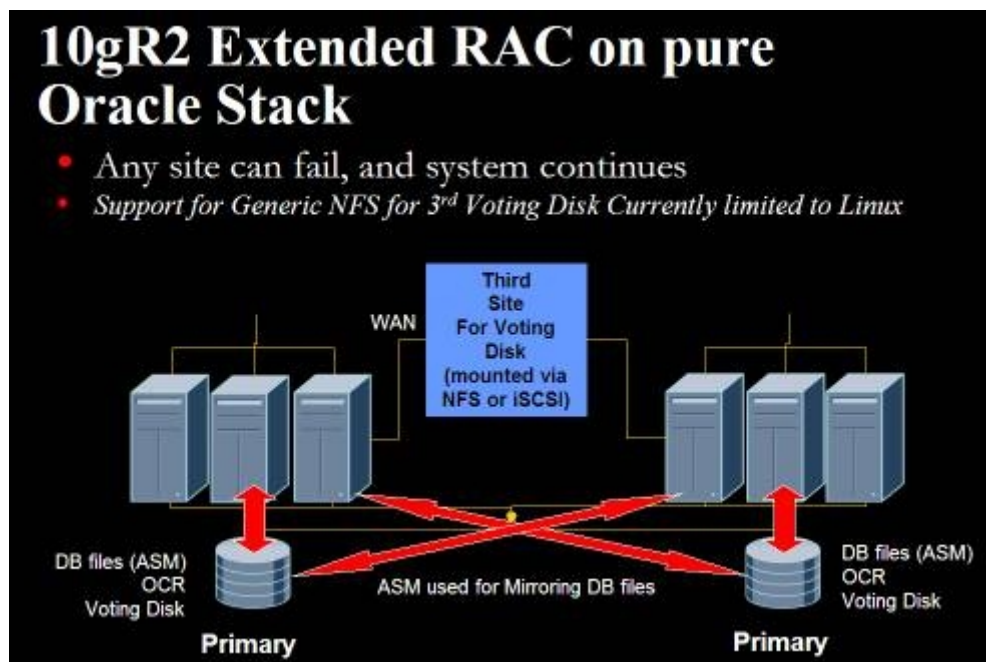 10gR2 Extended RAC on pure
Oracle Stack
• Any site can fail, and system continues
• Support for Generic NFS for 3rd Voting Disk Currently limited to Linux
Third
Site
For Voting
Disk
(mounted via
NFS or iSCSI)
WAN
DB files (ASM)
OCR
Voting Disk
ASM used for Mirroring DB files
DB files (ASM)
OCR
Voting Disk
Primary
Primary